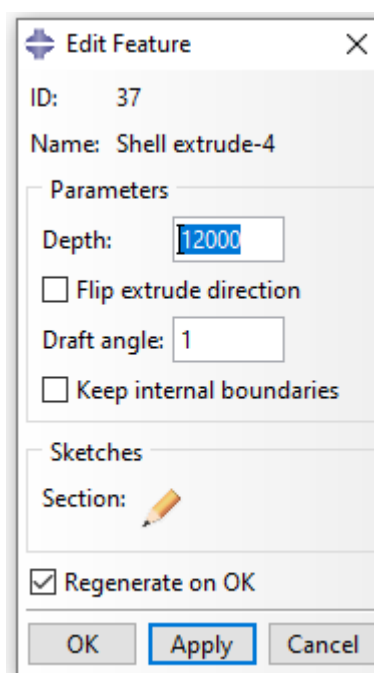 Edit Feature
ID: 37
Name: Shell extrude-4
Parameters
Depth: 12000
Flip extrude direction
Draft angle: 1
Keep internal boundaries
Sketches
Section:
Regenerate on OK
OK Apply Cancel